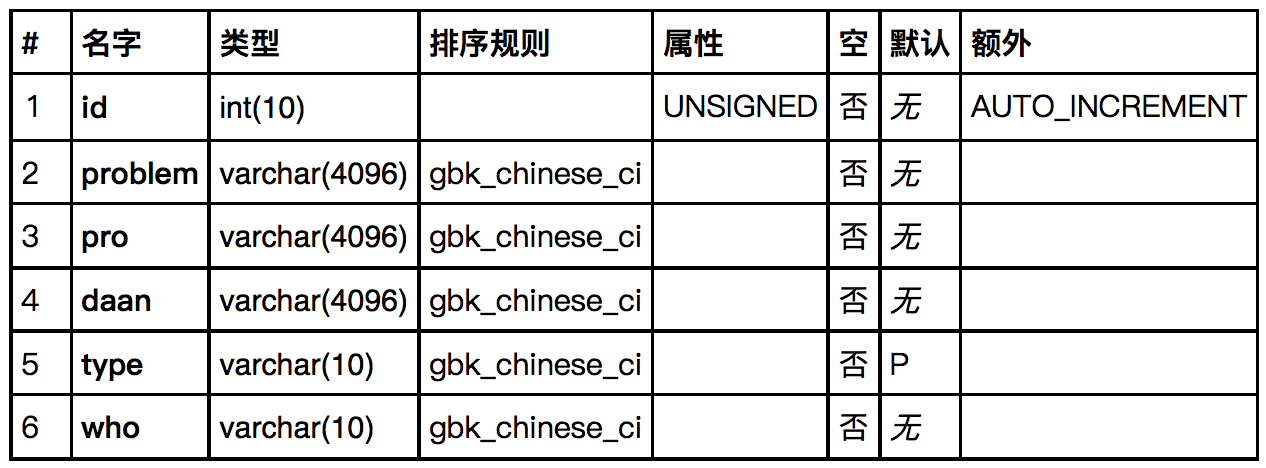 # 名字 类型 排序规则 属性 空 默认 额外
1 id int(10) UNSIGNED 否 无 AUTO_INCREMENT
2 problem varchar(4096) gbk_chinese_ci 否 无
3 pro varchar(4096) gbk_chinese_ci 否 无
4 daan varchar(4096) gbk_chinese_ci 否 无
5 type varchar(10) gbk_chinese_ci 否 P
6 who varchar(10) gbk_chinese_ci 否 无